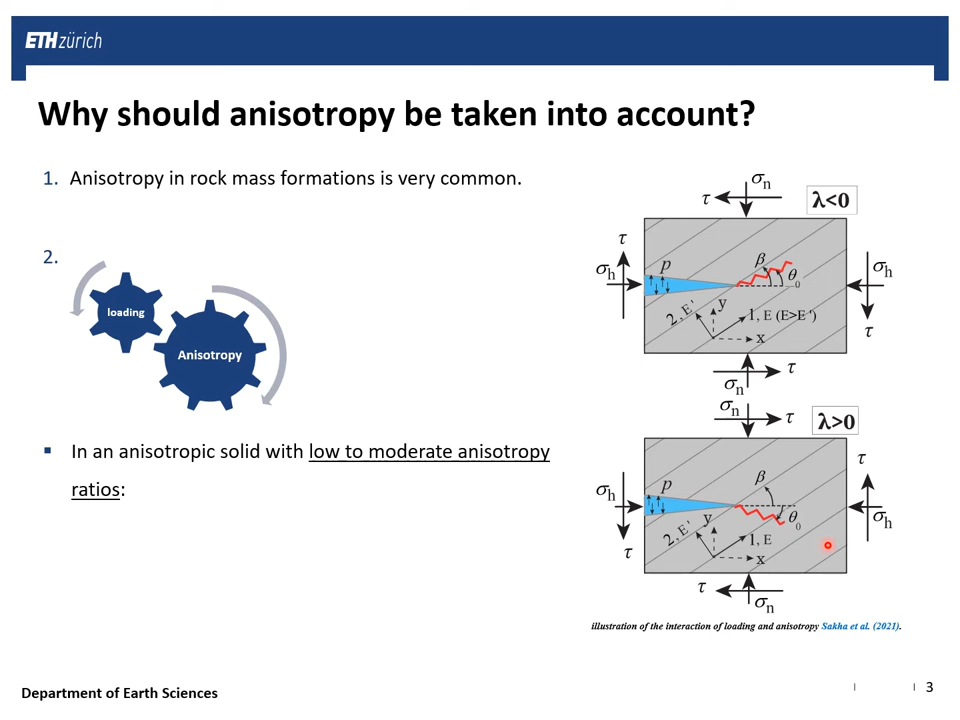 ETHzürich
Why should anisotropy be taken into account?
1. Anisotropy in rock mass formations is very common.
2.
loading
Anisotropy
▪ In an anisotropic solid with low to moderate anisotropy
ratios:
σn
τ
λ<0
τ
σh
p
β
θ0
σh
2, E'
y
1, E (E>E ')
x
τ
τ
σn
σn
τ
λ>0
τ
σh
p
β
θ0
σh
2, E'
y
1, E
x
τ
τ
σn
illustration of the interaction of loading and anisotropy Sakha et al. (2021).
Department of Earth Sciences
3